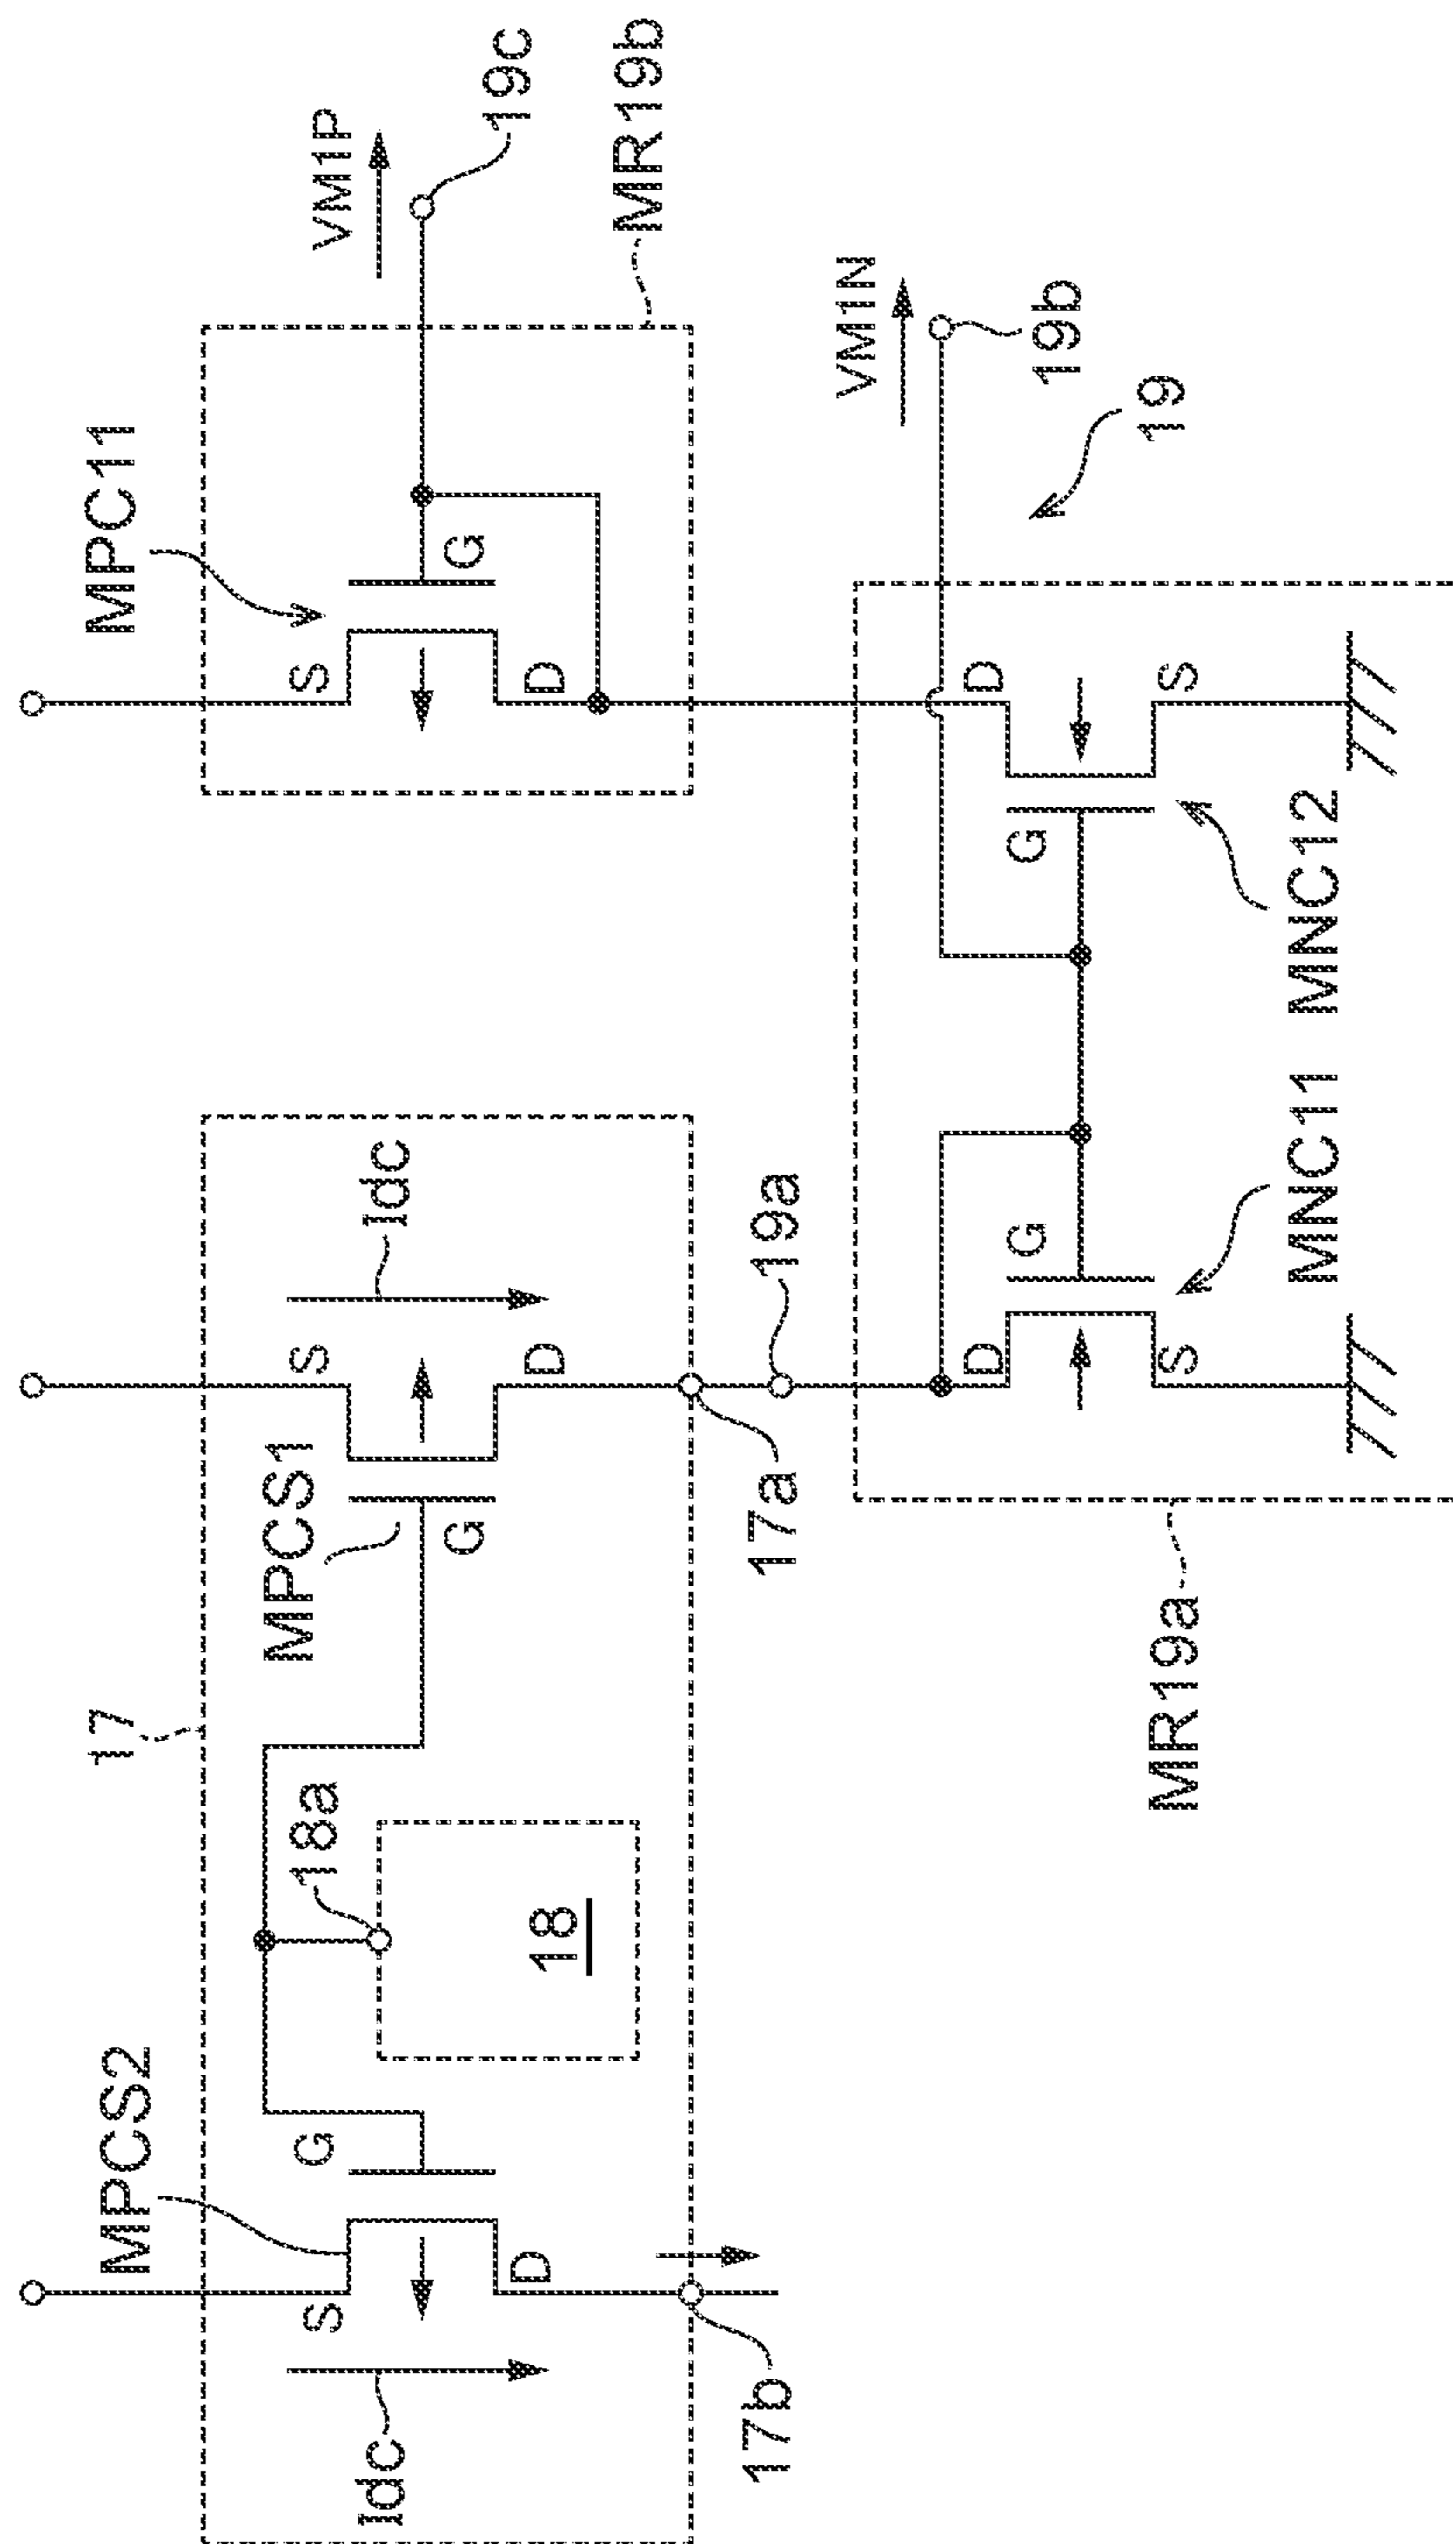 MPCS2
17
MPC11
S
G
18a
MPCS1
S
S
VM1P
Idc
Idc
G
G
19c
D
18
D
D
MR19b
17b
17a
19a
VM1N
D
D
G
G
19b
MR19a
S
S
19
MNC11
MNC12